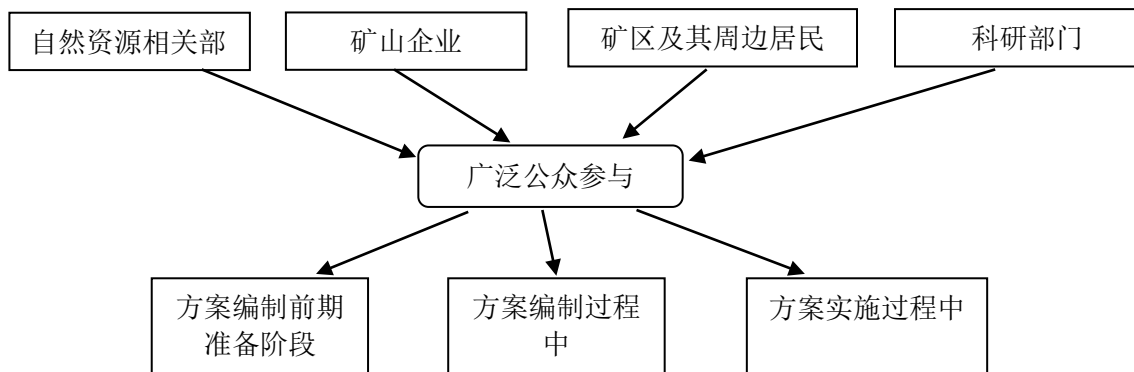 自然资源相关部
矿山企业
矿区及其周边居民
科研部门
广泛公众参与
方案编制前期
准备阶段
方案编制过程
中
方案实施过程中